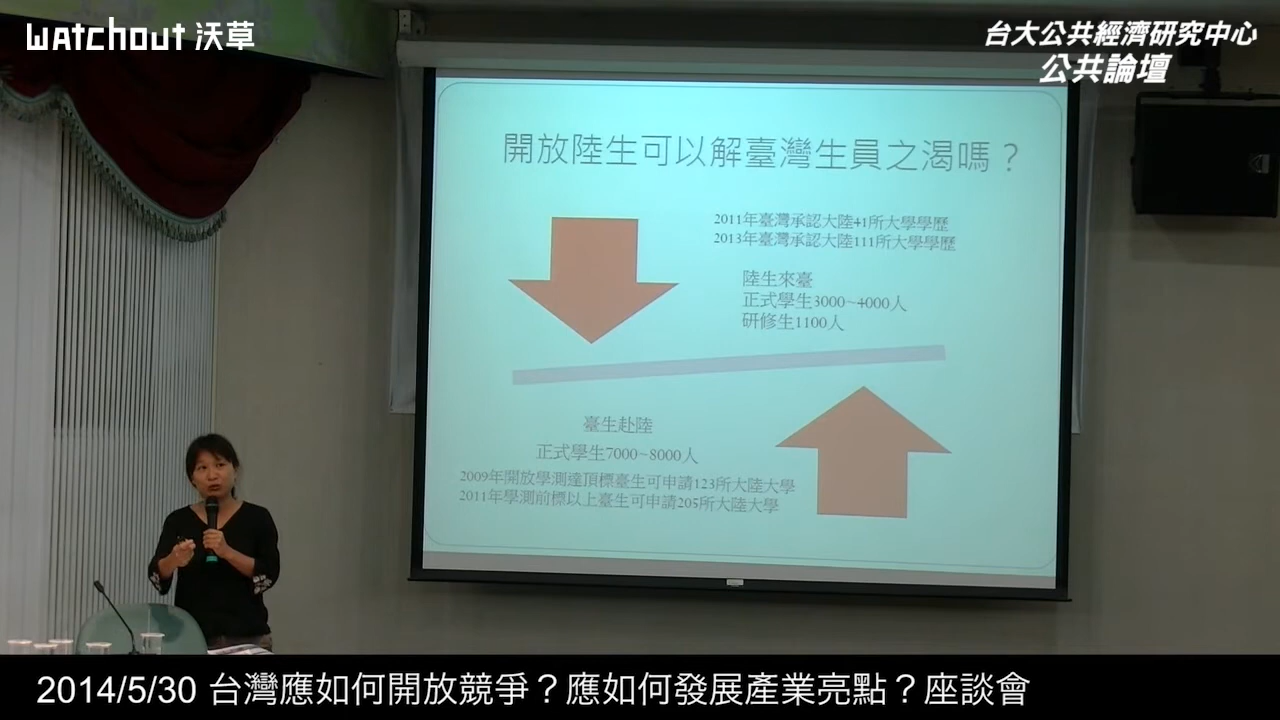 WAtchout 沃草
台大公共經濟研究中心
公共論壇
開放陸生可以解臺灣生員之渴嗎？
2011年臺灣承認大陸41所大學學歷
2013年臺灣承認大陸111所大學學歷
陸生來臺
正式學生3000~4000人
研修生1100人
臺生赴陸
正式學生7000~8000人
2009年開放學測達頂標臺生可申請123所大陸大學
2011年學測前標以上臺生可申請205所大陸大學
2014/5/30 台灣應如何開放競爭？應如何發展產業亮點？座談會